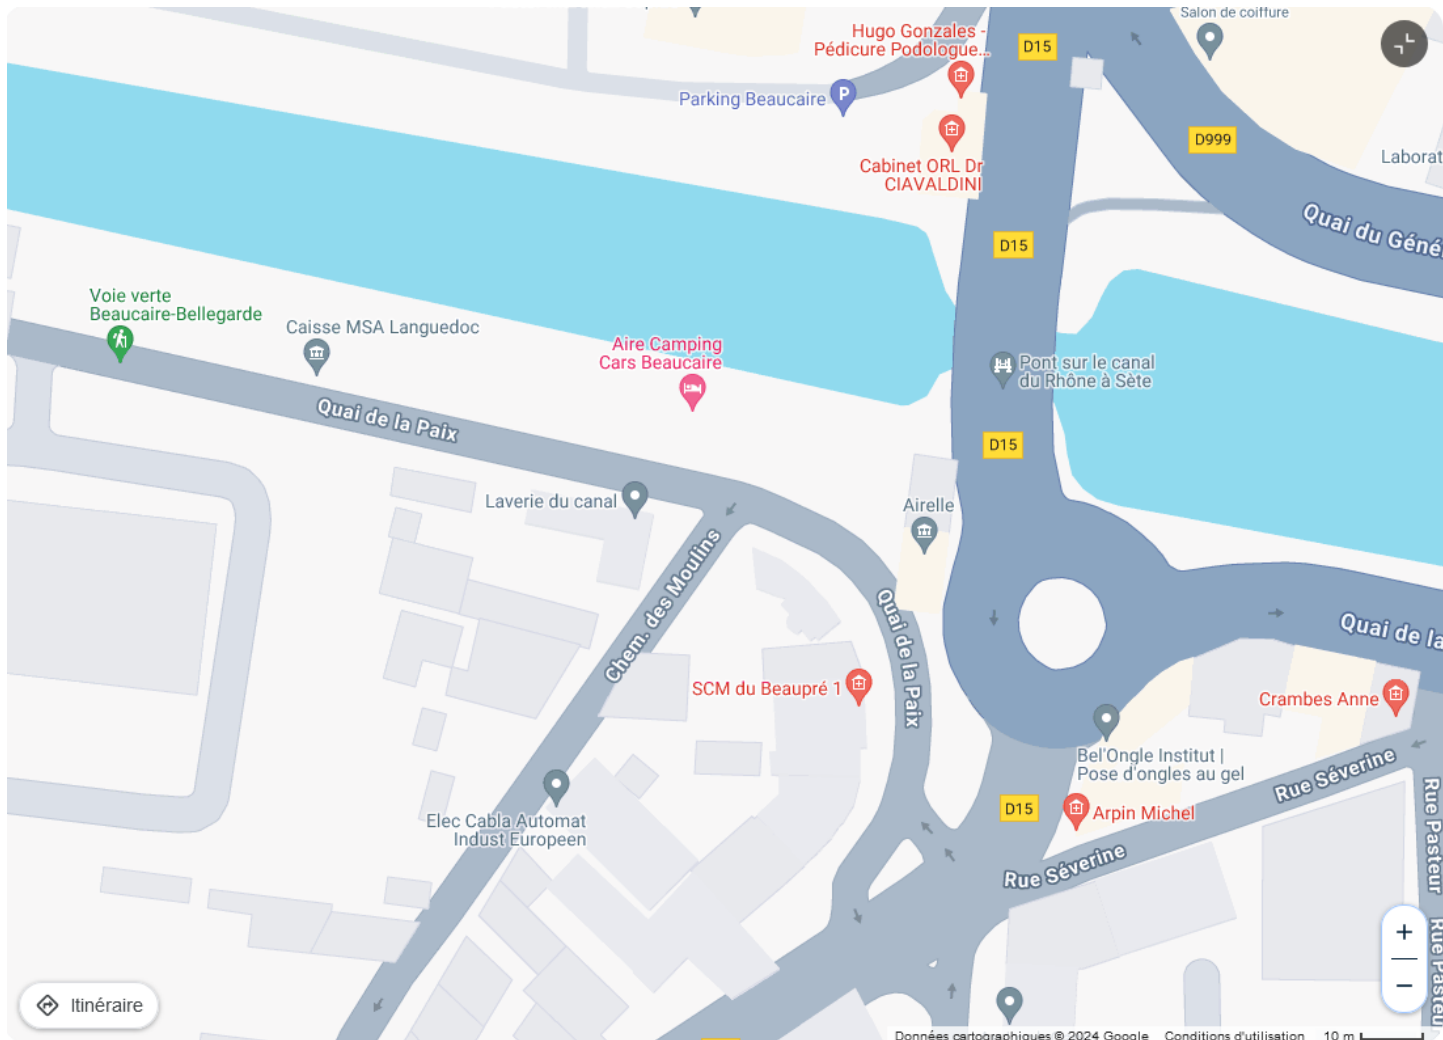 Salon de coiffure
Hugo Gonzales -
Pédicure Podologue...
D15
Parking Beaucaire
P
D999
Cabinet ORL Dr
CIAVALDINI
Laborat
Quai du Géné
D15
Voie verte
Beaucaire-Bellegarde
Caisse MSA Languedoc
Aire Camping
Cars Beaucaire
Pont sur le canal
du Rhône à Sète
Quai de la Paix
D15
Laverie du canal
Airelle
Chem. des Moulins
Quai de la Paix
Quai de la
SCM du Beaupré 1
Crambes Anne
Bel'Ongle Institut |
Pose d'ongles au gel
Rue Séverine
D15
Arpin Michel
Elec Cabla Automat
Indust Europeen
Rue Séverine
Rue Pasteur
Rue Pasteu
+
−
Itinéraire
Données cartographiques © 2024 Google
Conditions d'utilisation
10 m